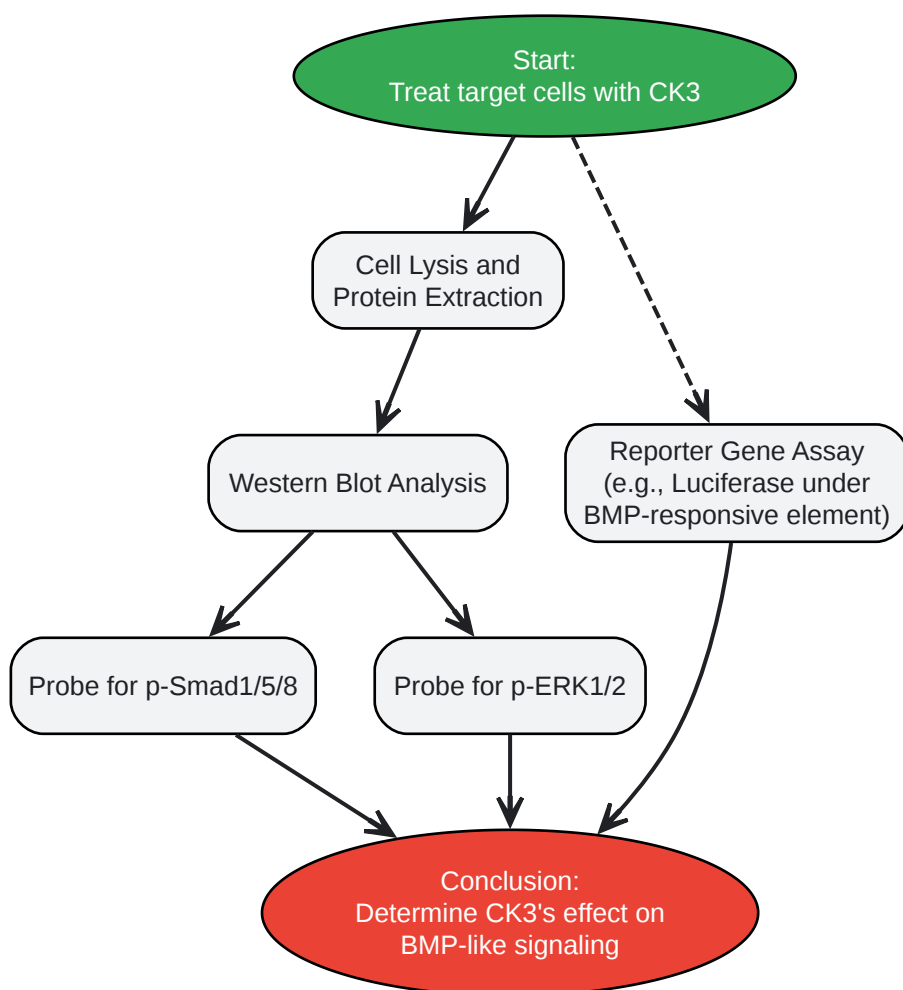 Start:
Treat target cells with CK3
Cell Lysis and
Protein Extraction
Western Blot Analysis
Reporter Gene Assay
(e.g., Luciferase under
BMP-responsive element)
Probe for p-Smad1/5/8
Probe for p-ERK1/2
Conclusion:
Determine CK3's effect on
BMP-like signaling